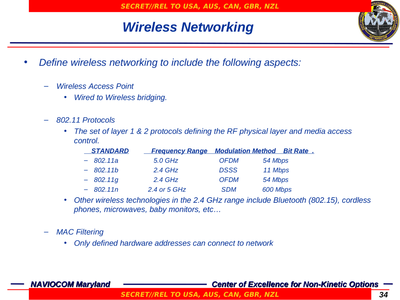 SECRET//REL TO USA, AUS, CAN, GBR, NZL
Wireless Networking
• Define wireless networking to include the following aspects:
– Wireless Access Point
• Wired to Wireless bridging.
– 802.11 Protocols
• The set of layer 1 & 2 protocols defining the RF physical layer and media access
control.
STANDARD Frequency Range Modulation Method Bit Rate .
– 802.11a 5.0 GHz OFDM 54 Mbps
– 802.11b 2.4 GHz DSSS 11 Mbps
– 802.11g 2.4 GHz OFDM 54 Mbps
– 802.11n 2.4 or 5 GHz SDM 600 Mbps
• Other wireless technologies in the 2.4 GHz range include Bluetooth (802.15), cordless
phones, microwaves, baby monitors, etc…
– MAC Filtering
• Only defined hardware addresses can connect to network
NAVIOCOM Maryland Center of Excellence for Non-Kinetic Options
SECRET//REL TO USA, AUS, CAN, GBR, NZL
34